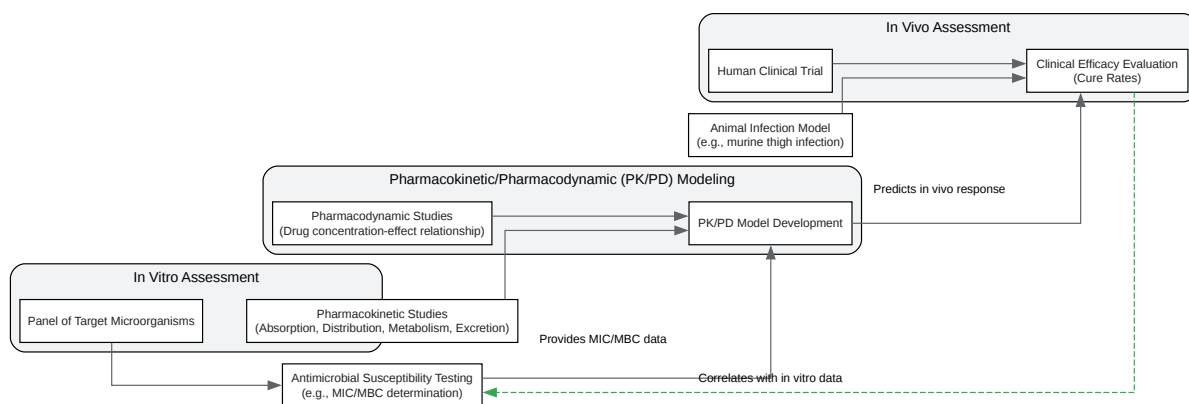 In Vivo Assessment
Human Clinical Trial
Clinical Efficacy Evaluation
(Cure Rates)
Animal Infection Model
(e.g., murine thigh infection)
Pharmacokinetic/Pharmacodynamic (PK/PD) Modeling
Predicts in vivo response
Pharmacodynamic Studies
(Drug concentration-effect relationship)
PK/PD Model Development
In Vitro Assessment
Panel of Target Microorganisms
Pharmacokinetic Studies
(Absorption, Distribution, Metabolism, Excretion)
Provides MIC/MBC data
Antimicrobial Susceptibility Testing
(e.g., MIC/MBC determination)
Correlates with in vitro data